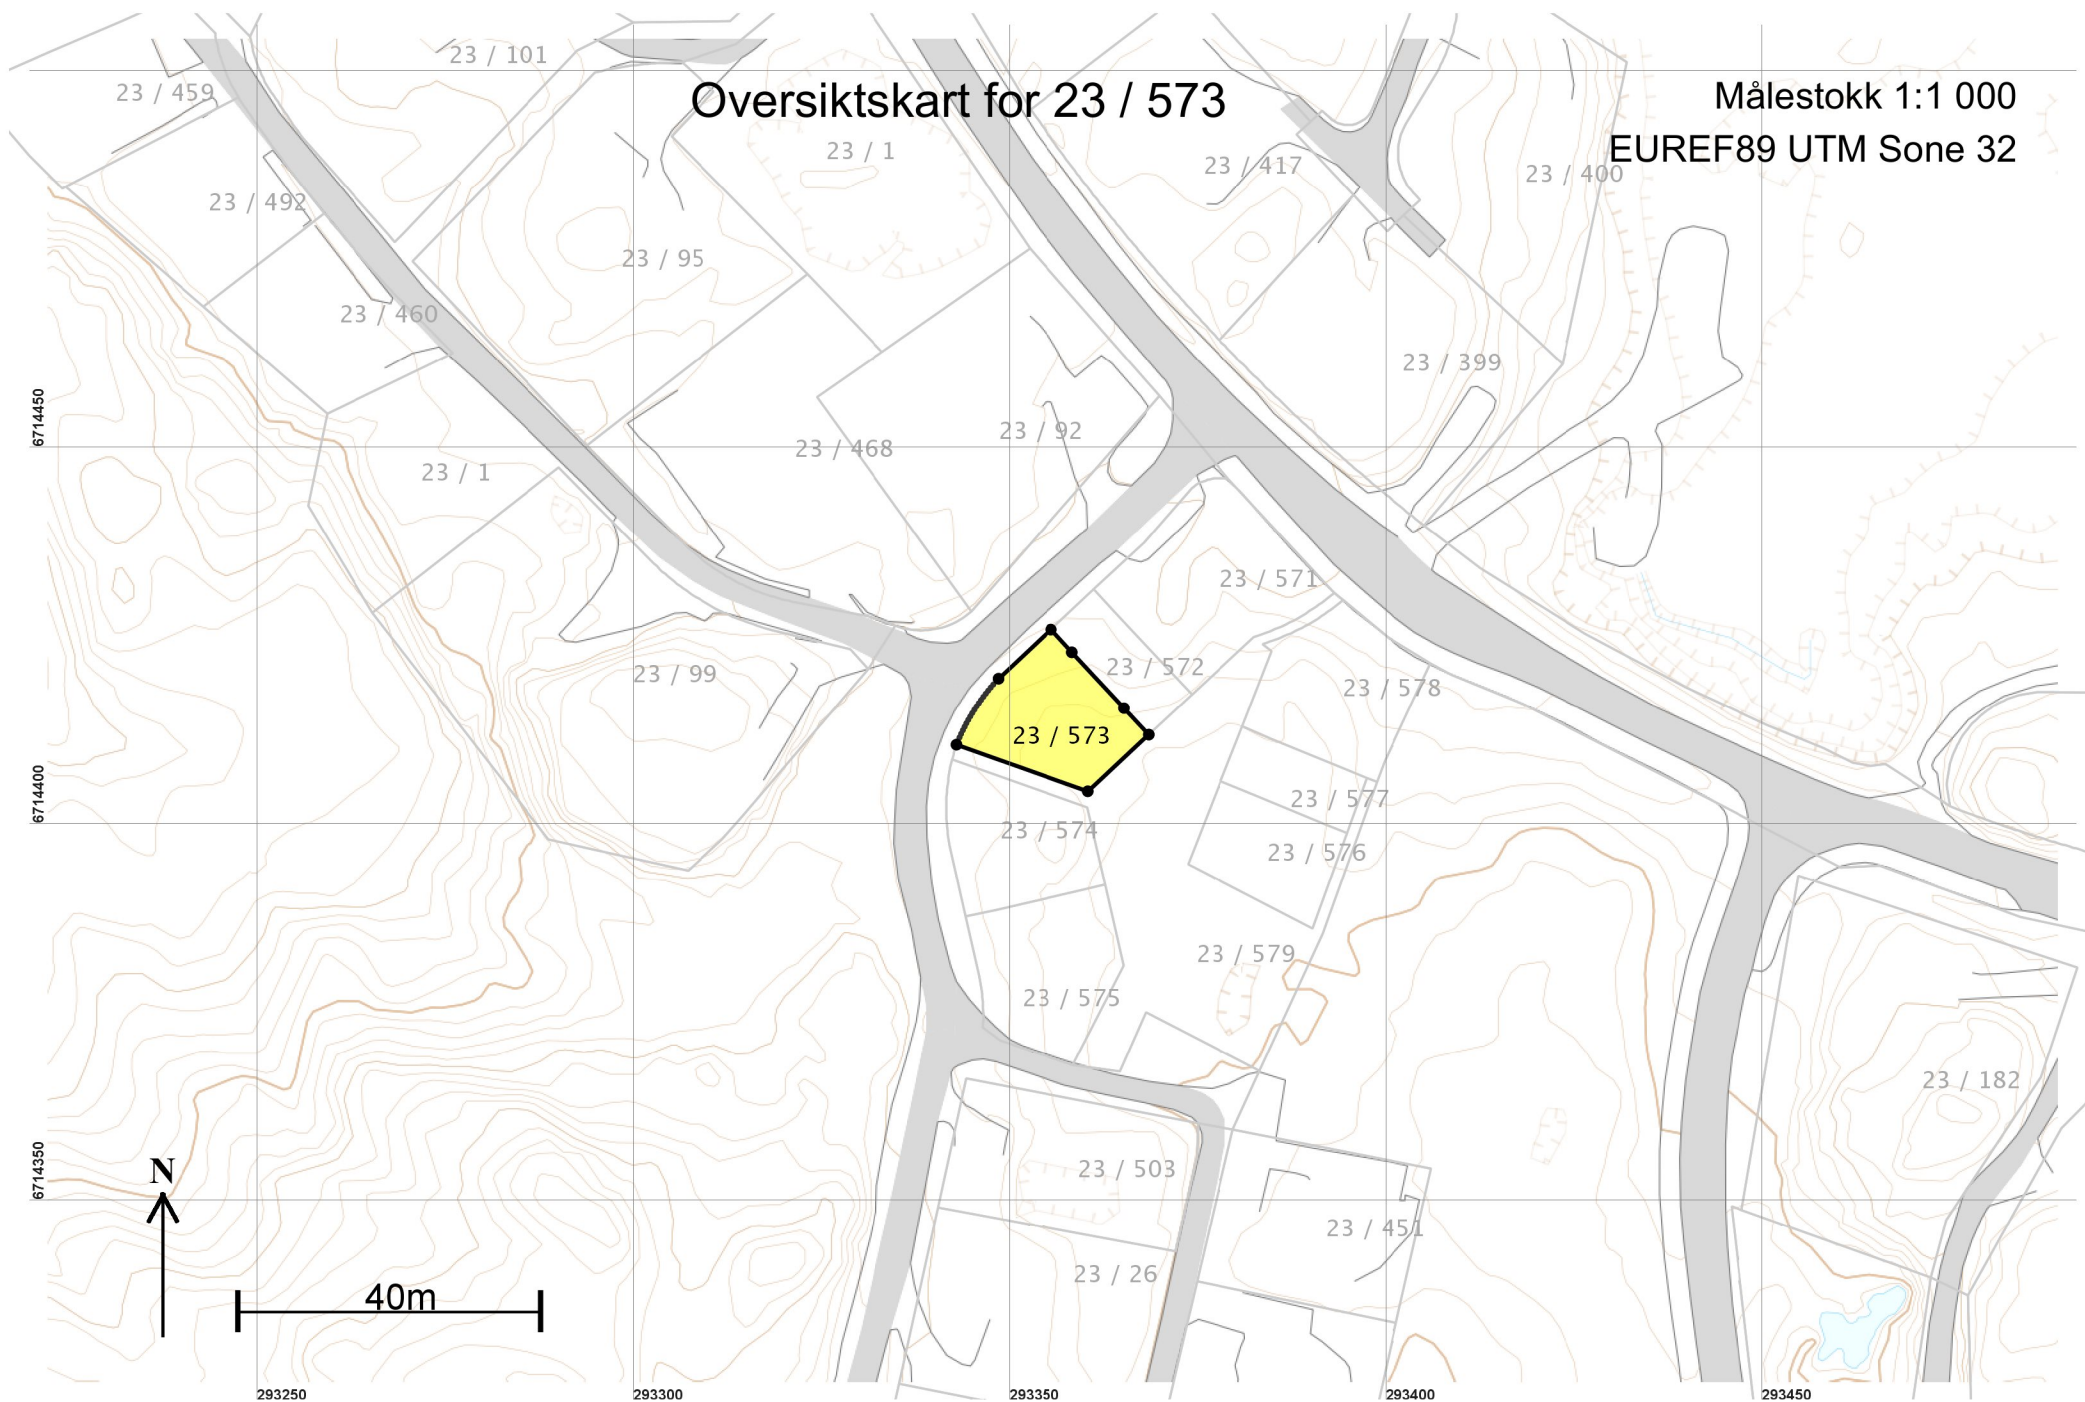 23 / 101
23 / 459
Oversiktskart for 23 / 573
Målestokk 1:1 000
EUREF89 UTM Sone 32
23 / 1
23 / 417
23 / 400
23 / 492
23 / 95
23 / 460
23 / 399
6714450
23 / 92
23 / 468
23 / 1
23 / 571
23 / 99
23 / 572
23 / 578
23 / 573
6714400
23 / 577
23 / 574
23 / 576
23 / 579
23 / 575
23 / 182
6714350
N
23 / 503
23 / 451
23 / 26
40m
293250
293300
293350
293400
293450